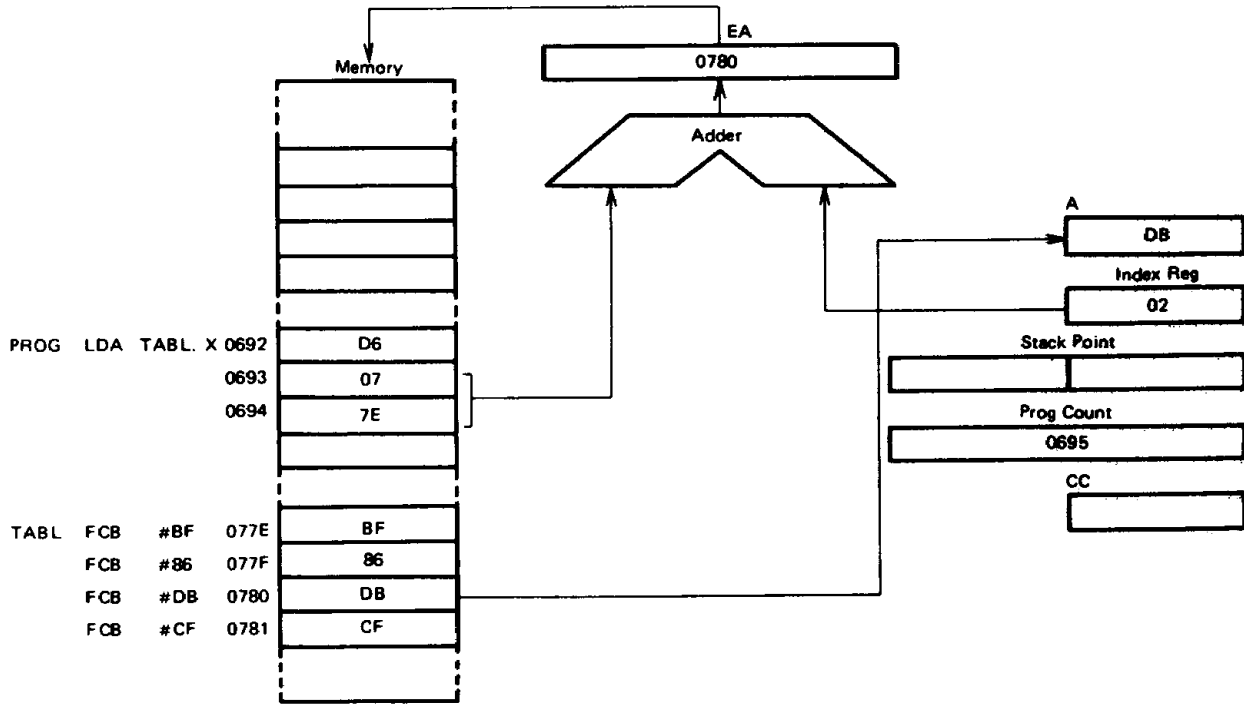 EA
0780
Memory
Adder
A
DB
Index Reg
02
PROG LDA TABL. X 0692 D6
Stack Point
0693 07
0694 7E
Prog Count
0695
CC
TABL FCB #BF 077E BF
FCB #86 077F 86
FCB #DB 0780 DB
FCB #CF 0781 CF